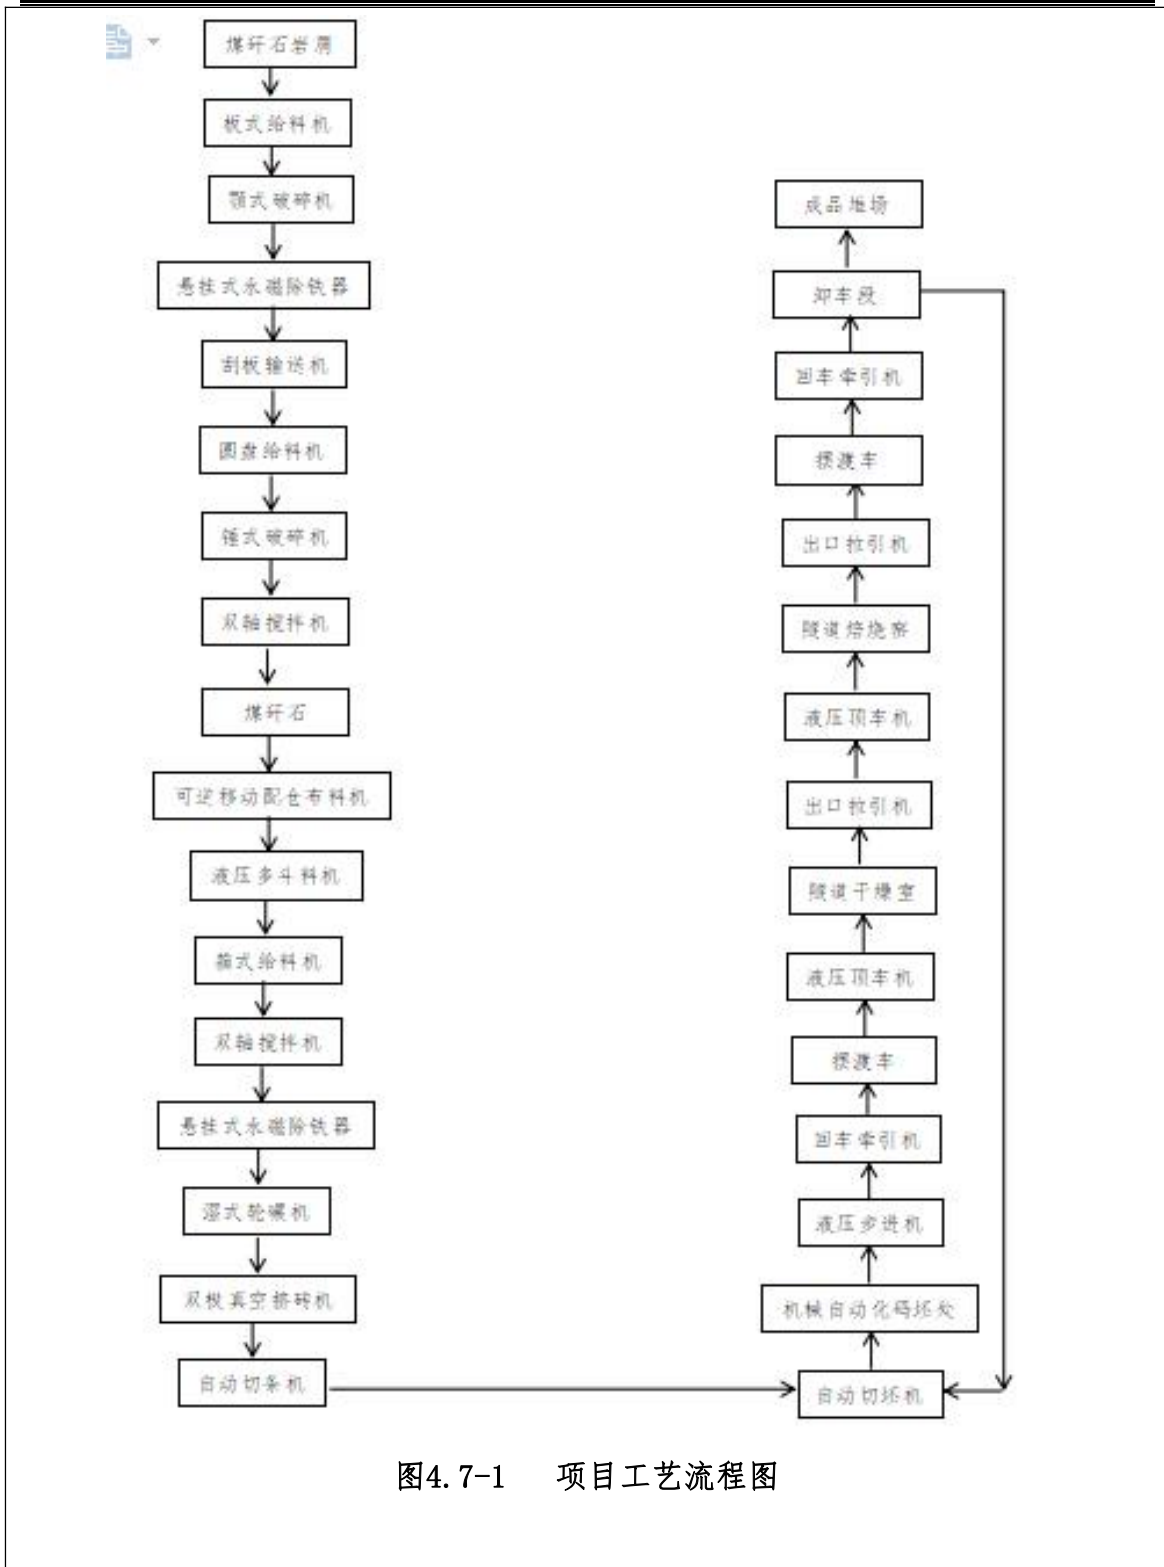 煤矸石岩屑
板式给料机
颚式破碎机
悬挂式永磁除铁器
刮板输送机
圆盘给料机
锤式破碎机
双轴搅拌机
煤矸石
可逆移动配仓布料机
液压多斗料机
箱式给料机
双轴搅拌机
悬挂式永磁除铁器
湿式轮碾机
双极真空挤砖机
自动切条机
成品堆场
卸车段
回车牵引机
摆渡车
出口拉引机
隧道焙烧窑
液压顶车机
出口拉引机
隧道干燥室
液压顶车机
摆渡车
回车牵引机
液压步进机
机械自动化码坯处
自动切坯机
图4.7-1 项目工艺流程图